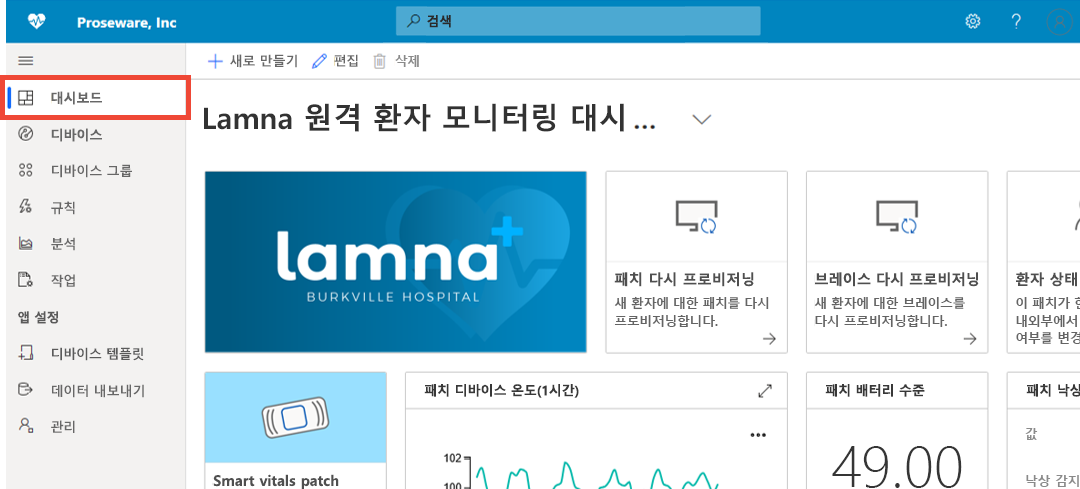 Proseware, Inc
검색
?
새로 만들기
편집
삭제
대시보드
디바이스
디바이스 그룹
규칙
분석
작업
앱 설정
디바이스 템플릿
데이터 내보내기
관리
Lamna 원격 환자 모니터링 대시 ...
lamna
BURKVILLE HOSPITAL
패치 다시 프로비저닝
새 환자에 대한 패치를 다시
프로비저닝합니다.
브레이스 다시 프로비저닝
새 환자에 대한 브레이스를
다시 프로비저닝합니다.
환자 상태
이 패치가
내외부에서
여부를 변경
Smart vitals patch
패치 디바이스 온도(1시간)
102
100
패치 배터리 수준
49.00
패치 낙상
값
낙상 감지